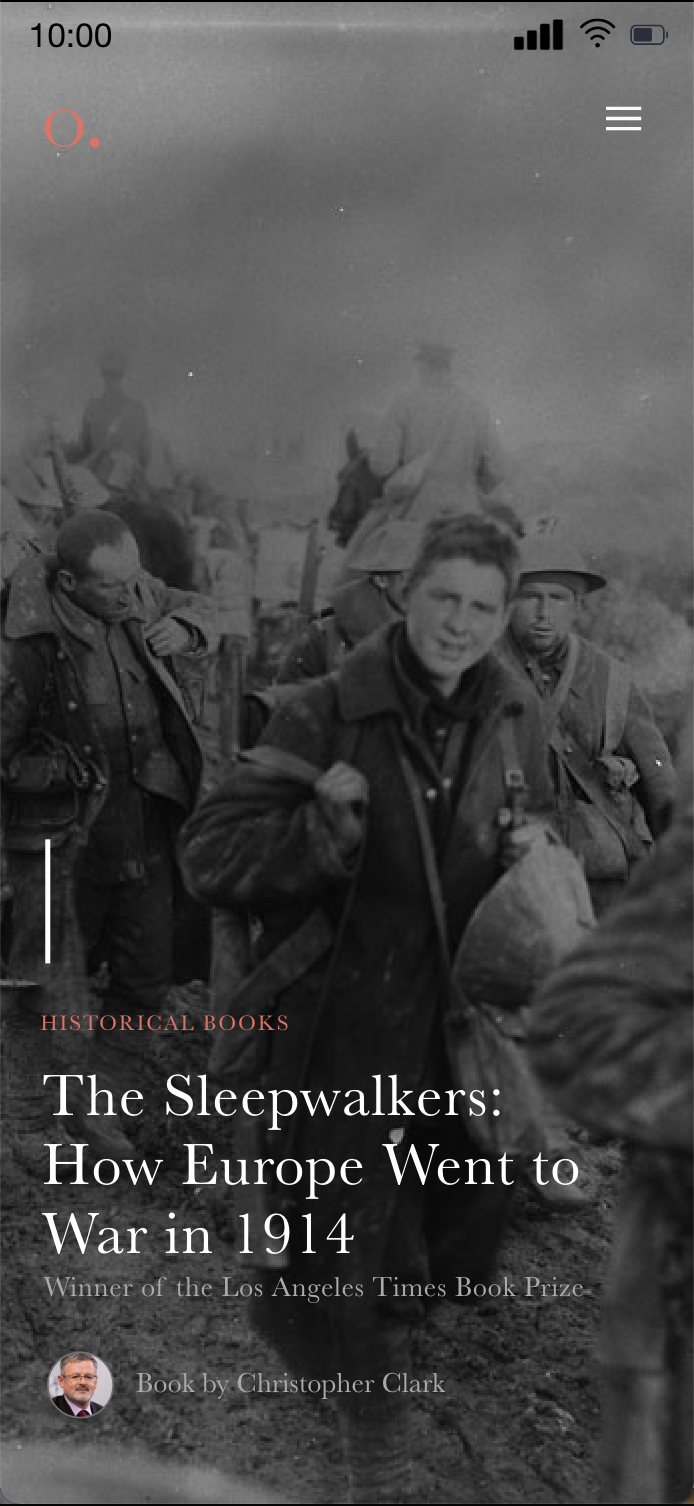 10:00
O.
HISTORICAL BOOKS
The Sleepwalkers:
How Europe Went to
War in 1914
Winner of the Los Angeles Times Book Prize
Book by Christopher Clark